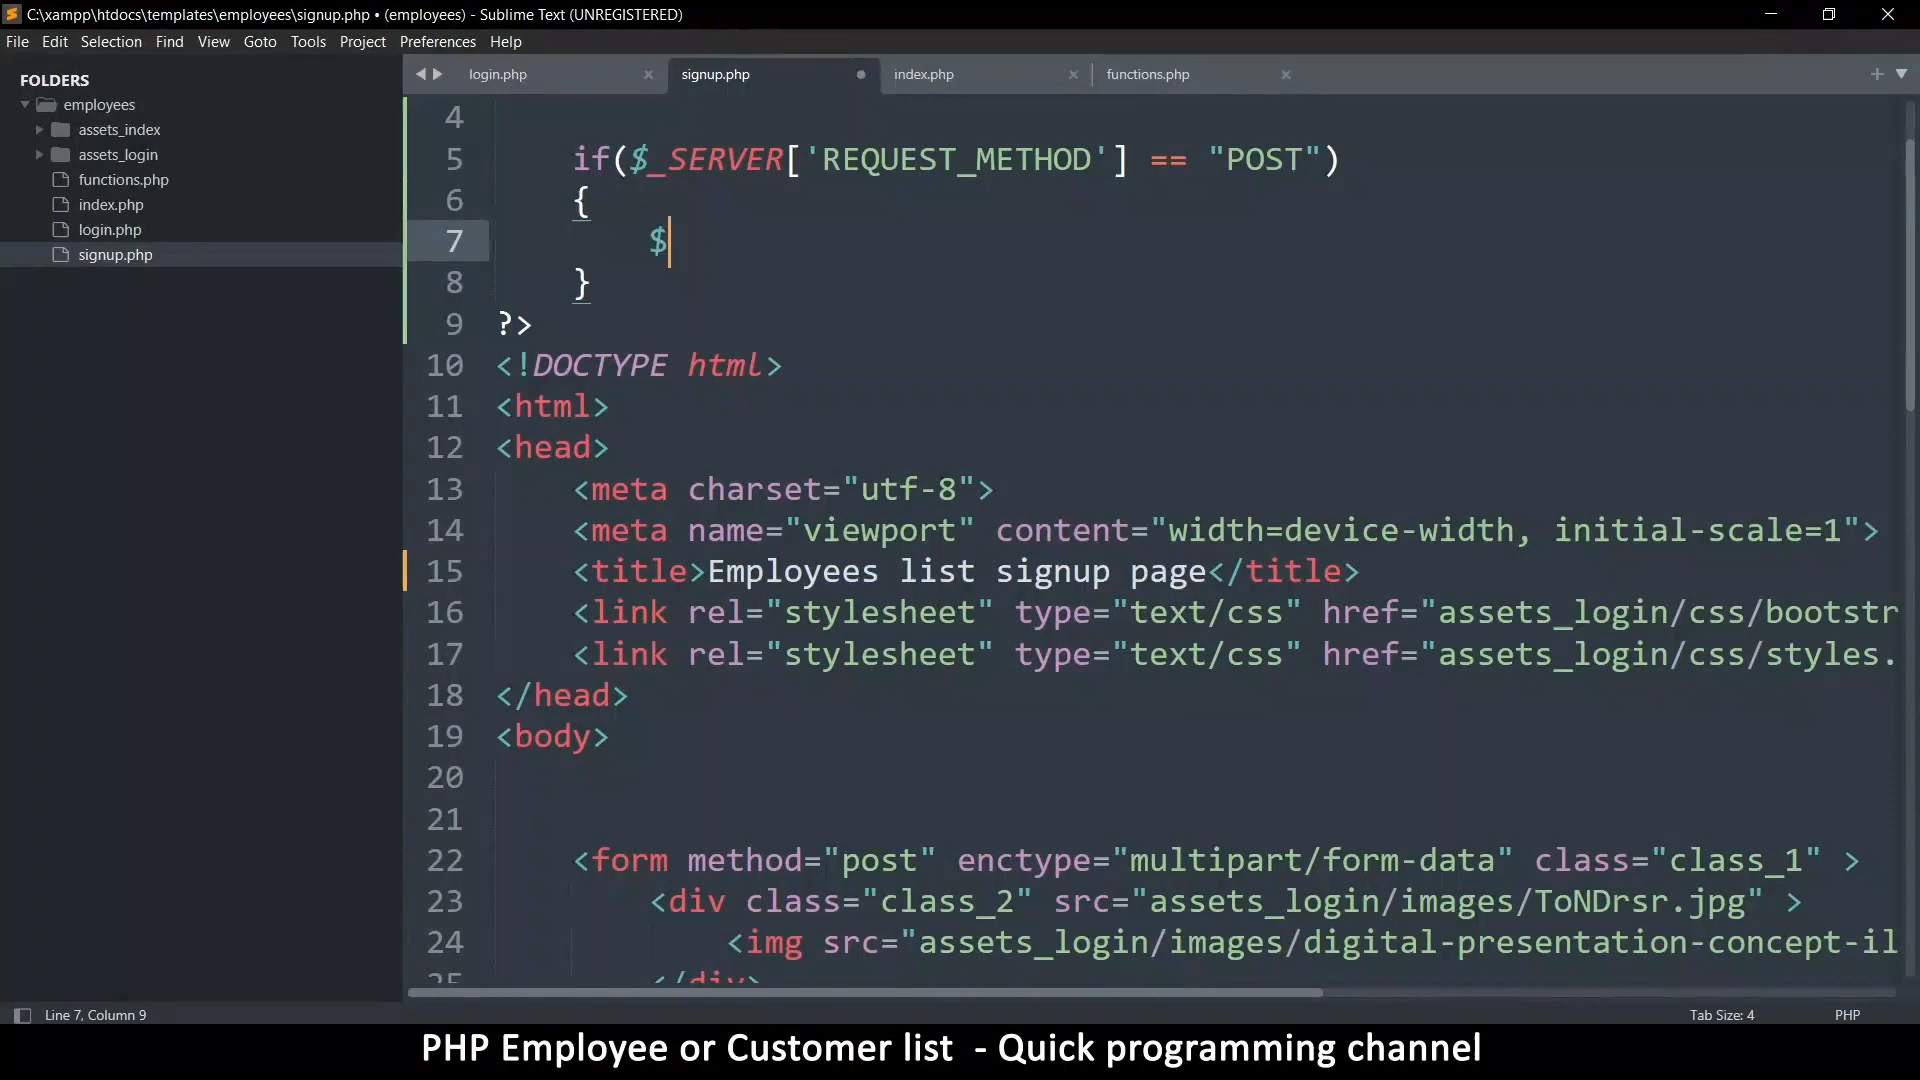 C:\xampp\htdocs\templates\employees\signup.php • (employees) - Sublime Text (UNREGISTERED)
File Edit Selection Find View Goto Tools Project Preferences Help
FOLDERS
employees
assets_index
assets_login
functions.php
index.php
login.php
signup.php
login.php signup.php index.php functions.php
4
5 if($_SERVER['REQUEST_METHOD'] == "POST")
6 {
7 $
8 }
9 ?>
10 <!DOCTYPE html>
11 <html>
12 <head>
13 <meta charset="utf-8">
14 <meta name="viewport" content="width=device-width, initial-scale=1">
15 <title>Employees list signup page</title>
16 <link rel="stylesheet" type="text/css" href="assets_login/css/bootstr
17 <link rel="stylesheet" type="text/css" href="assets_login/css/styles.
18 </head>
19 <body>
20
21
22 <form method="post" enctype="multipart/form-data" class="class_1" >
23 <div class="class_2" src="assets_login/images/ToNDrsr.jpg" >
24 <img src="assets_login/images/digital-presentation-concept-il
25 </div>
Line 7, Column 9 Tab Size: 4 PHP
PHP Employee or Customer list - Quick programming channel